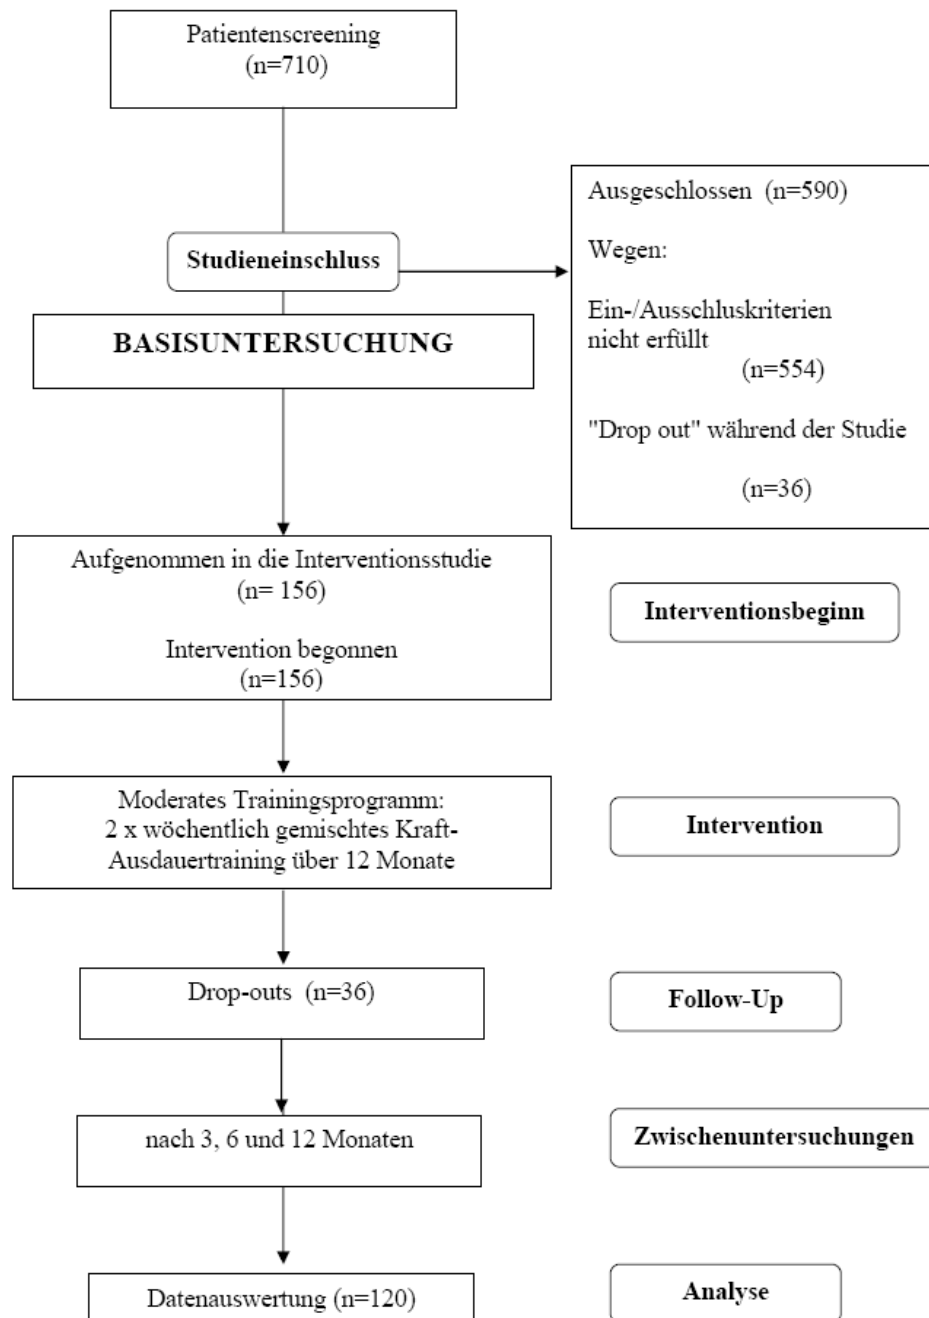 Patientenscreening
(n=710)
Ausgeschlossen (n=590)
Wegen:
Ein-/Ausschluskriterien
nicht erfüllt
(n=554)
"Drop out" während der Studie
(n=36)
Studieneinschluss
BASISUNTERSUCHUNG
Aufgenommen in die Interventionsstudie
(n= 156)
Intervention begonnen
(n=156)
Interventionsbeginn
Moderates Trainingsprogramm:
2 x wöchentlich gemischtes Kraft-
Ausdauertraining über 12 Monate
Intervention
Drop-outs (n=36)
Follow-Up
nach 3, 6 und 12 Monaten
Zwischenuntersuchungen
Datenauswertung (n=120)
Analyse